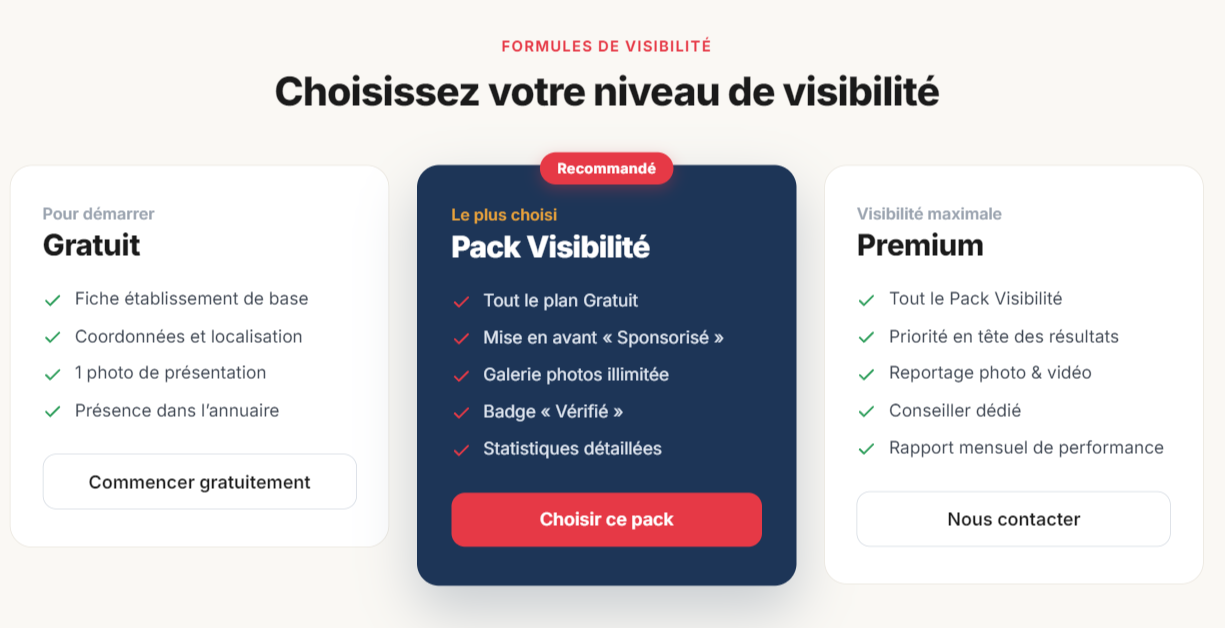 FORMULES DE VISIBILITÉ
Choisissez votre niveau de visibilité
Pour démarrer
Gratuit
Fiche établissement de base
Coordonnées et localisation
1 photo de présentation
Présence dans l’annuaire
Commencer gratuitement
Recommandé
Le plus choisi
Pack Visibilité
Tout le plan Gratuit
Mise en avant « Sponsorisé »
Galerie photos illimitée
Badge « Vérifié »
Statistiques détaillées
Choisir ce pack
Visibilité maximale
Premium
Tout le Pack Visibilité
Priorité en tête des résultats
Reportage photo & vidéo
Conseiller dédié
Rapport mensuel de performance
Nous contacter